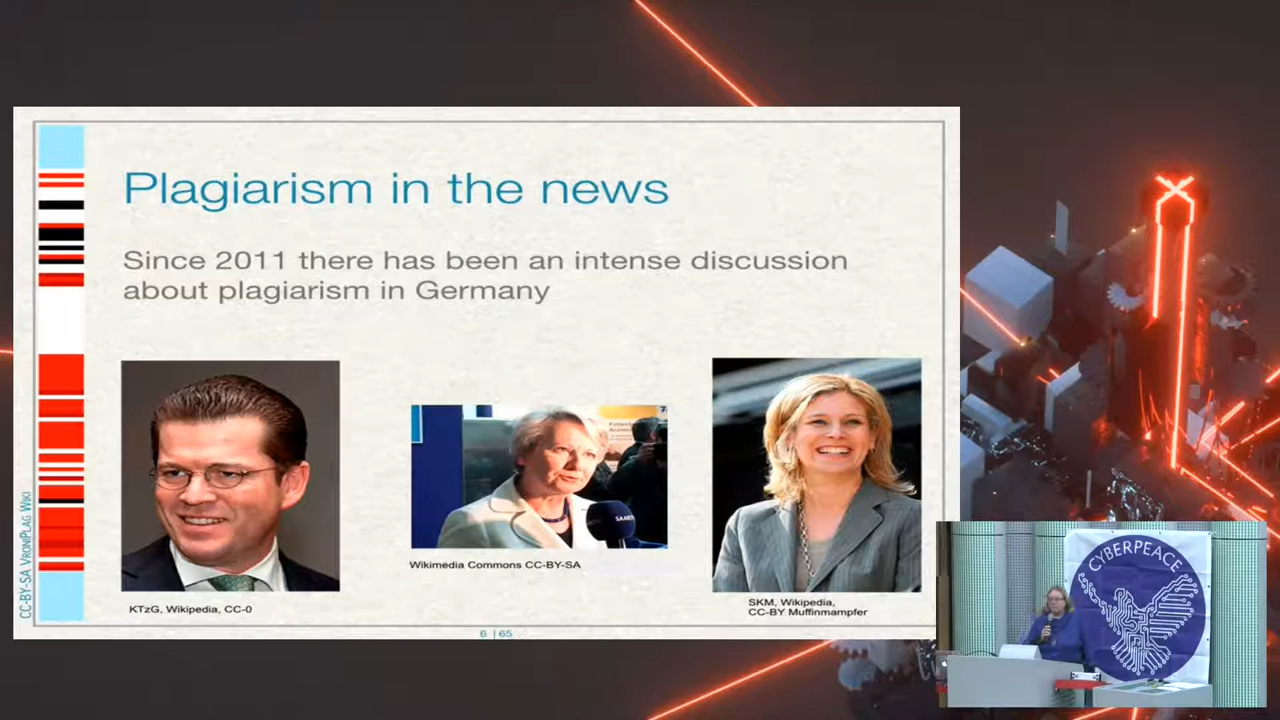 Plagiarism in the news
Since 2011 there has been an intense discussion
about plagiarism in Germany
Wikimedia Commons CC-BY-SA
KTzG, Wikipedia, CC-0
SKM, Wikipedia,
CC-BY Muffinmampfer
CC-BY-SA VRONIPLAG WIKI
6 | 65
CYBERPEACE